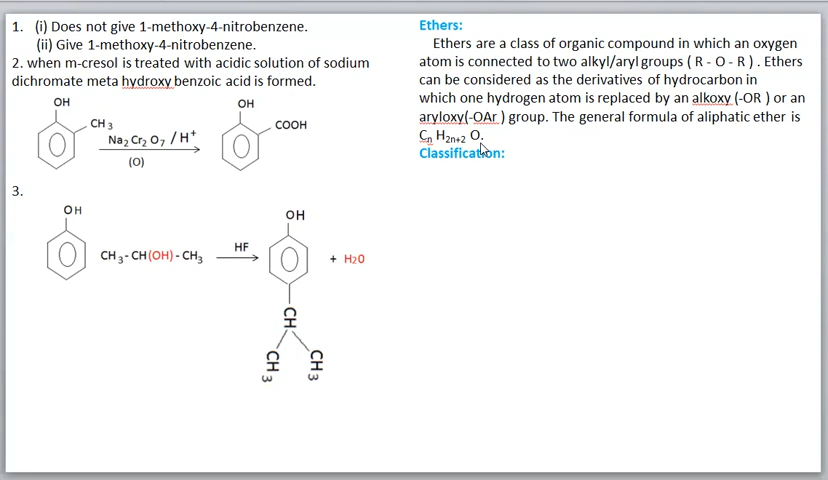 1. (i) Does not give 1-methoxy-4-nitrobenzene.
(ii) Give 1-methoxy-4-nitrobenzene.
2. when m-cresol is treated with acidic solution of sodium
dichromate meta hydroxy benzoic acid is formed.
OH
CH3
Na2 Cr2 O7 / H+
(O)
OH
COOH
3.
OH
CH3 - CH(OH) - CH3
HF
OH
+ H2O
CH
CH3
CH3
Ethers:
Ethers are a class of organic compound in which an oxygen
atom is connected to two alkyl/aryl groups ( R - O - R ) . Ethers
can be considered as the derivatives of hydrocarbon in
which one hydrogen atom is replaced by an alkoxy (-OR ) or an
aryloxy(-OAr ) group. The general formula of aliphatic ether is
Cn H2n+2 O.
Classification: